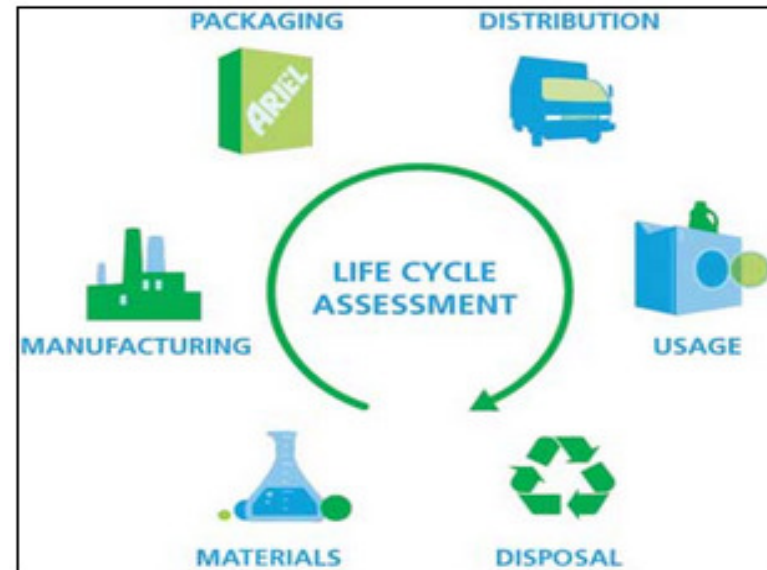 PACKAGING
DISTRIBUTION
ARIEL
LIFE CYCLE
ASSESSMENT
MANUFACTURING
USAGE
MATERIALS
DISPOSAL